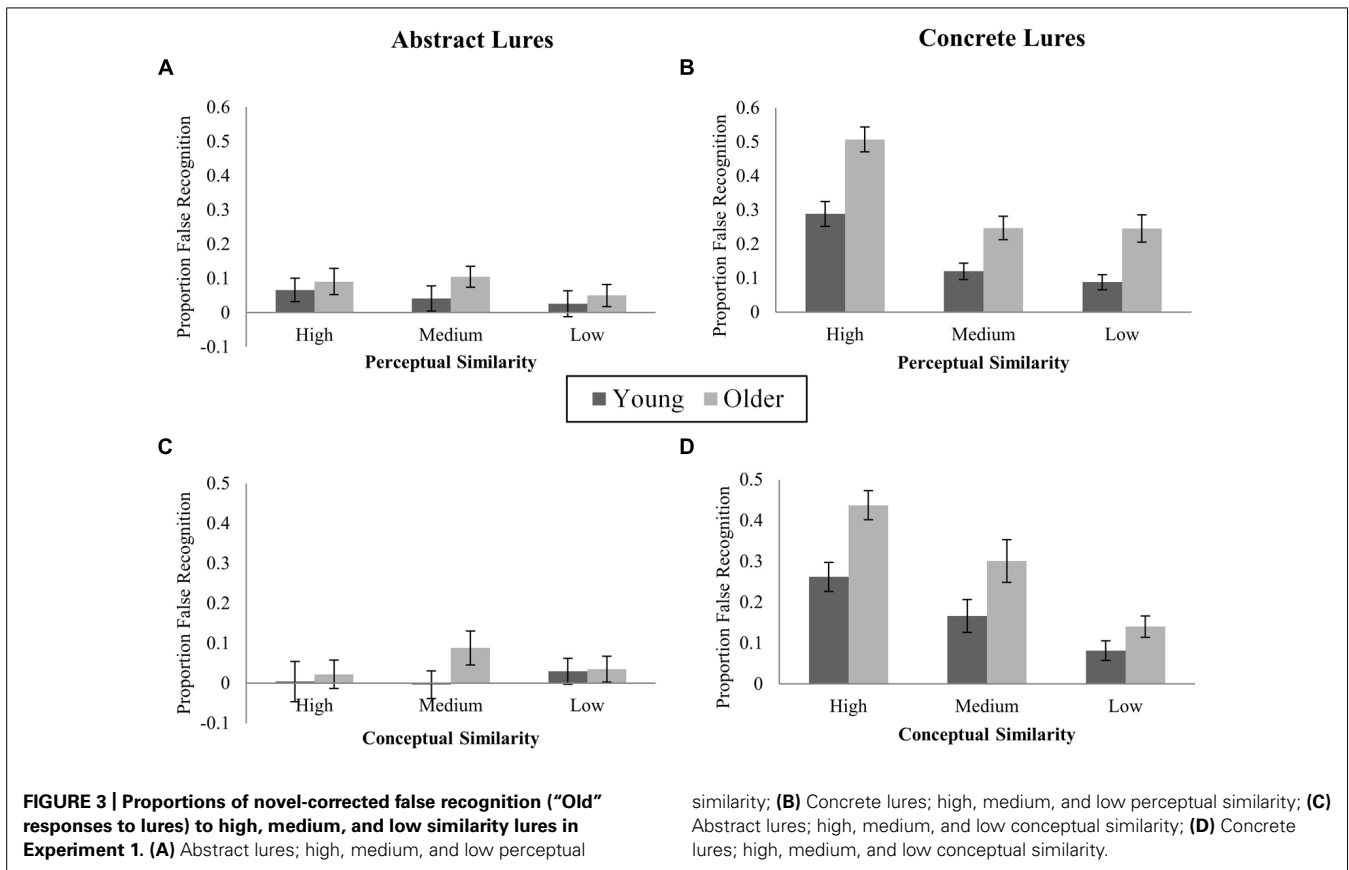 Abstract Lures
Concrete Lures
A
Proportion False Recognition
0.6
0.5
0.4
0.3
0.2
0.1
0
-0.1
High Medium Low
Perceptual Similarity
B
Proportion False Recognition
0.6
0.5
0.4
0.3
0.2
0.1
0
High Medium Low
Perceptual Similarity
Young Older
C
Proportion False Recognition
0.5
0.4
0.3
0.2
0.1
0
-0.1
High Medium Low
Conceptual Similarity
D
Proportion False Recognition
0.5
0.4
0.3
0.2
0.1
0
High Medium Low
Conceptual Similarity
FIGURE 3 | Proportions of novel-corrected false recognition (“Old”
responses to lures) to high, medium, and low similarity lures in
Experiment 1. (A) Abstract lures; high, medium, and low perceptual
similarity; (B) Concrete lures; high, medium, and low perceptual similarity; (C)
Abstract lures; high, medium, and low conceptual similarity; (D) Concrete
lures; high, medium, and low conceptual similarity.